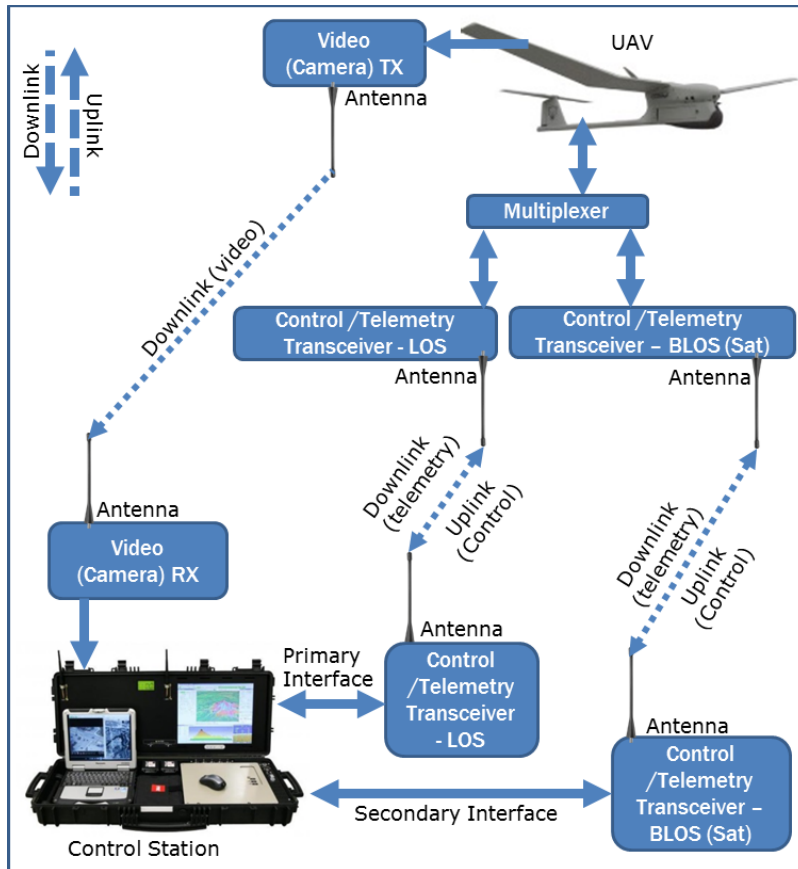 Video
(Camera) TX
UAV
Antenna
Downlink
Uplink
Multiplexer
Downlink (video)
Control /Telemetry
Transceiver - LOS
Control /Telemetry
Transceiver – BLOS (Sat)
Antenna
Antenna
Downlink
(telemetry)
Uplink
(Control)
Downlink
(telemetry)
Uplink
(Control)
Antenna
Video
(Camera) RX
Antenna
Primary
Interface
Control
/Telemetry
Transceiver
- LOS
Antenna
Control
/Telemetry
Transceiver –
BLOS (Sat)
Secondary Interface
Control Station